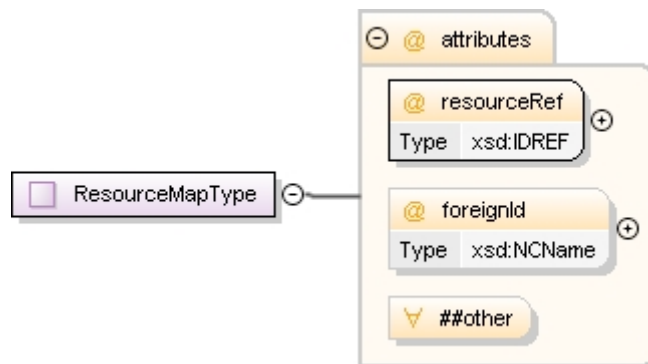 @ attributes
@ resourceRef
Type xsd:IDREF
ResourceMapType
@ foreignId
Type xsd:NCName
##other